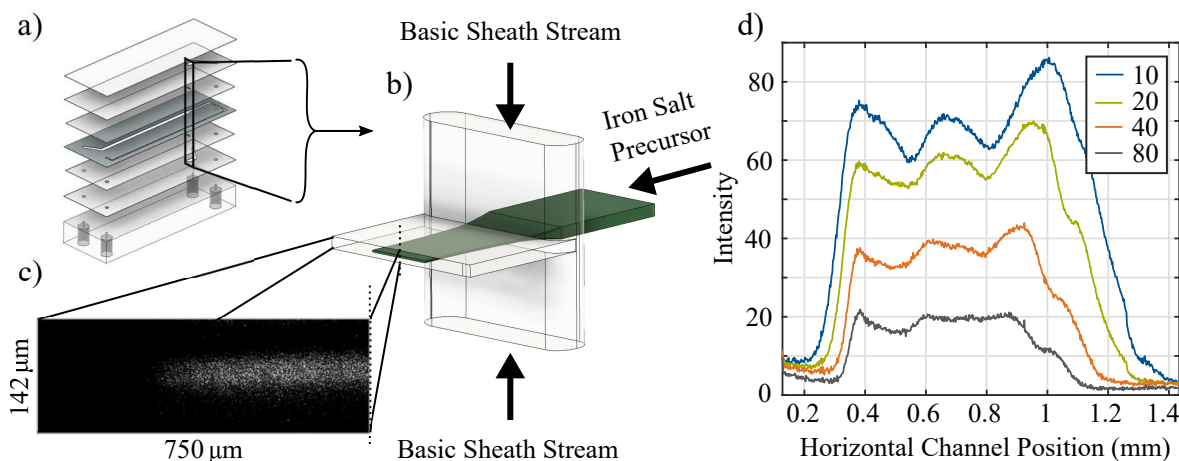 a)
Basic Sheath Stream
b)
Iron Salt
Precursor
Basic Sheath Stream
c)
142 μm
750 μm
d)
Intensity
80
60
40
20
0
10
20
40
80
0.2 0.4 0.6 0.8 1 1.2 1.4
Horizontal Channel Position (mm)